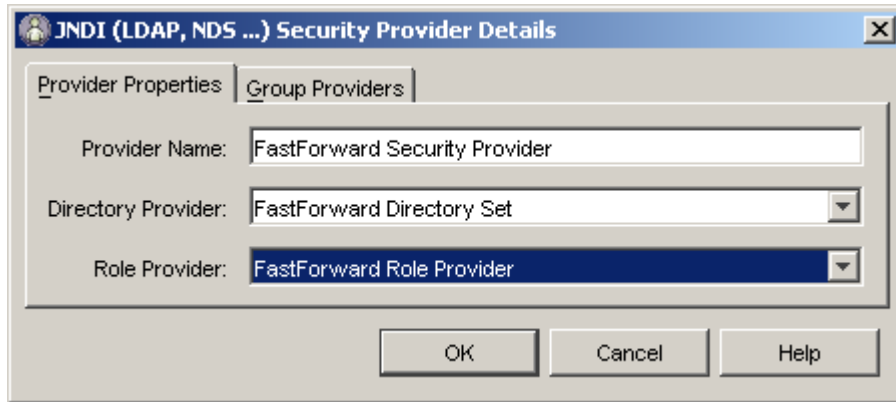 JNDI (LDAP, NDS ...) Security Provider Details
Provider Properties
Group Providers
Provider Name: FastForward Security Provider
Directory Provider: FastForward Directory Set
Role Provider: FastForward Role Provider
OK Cancel Help